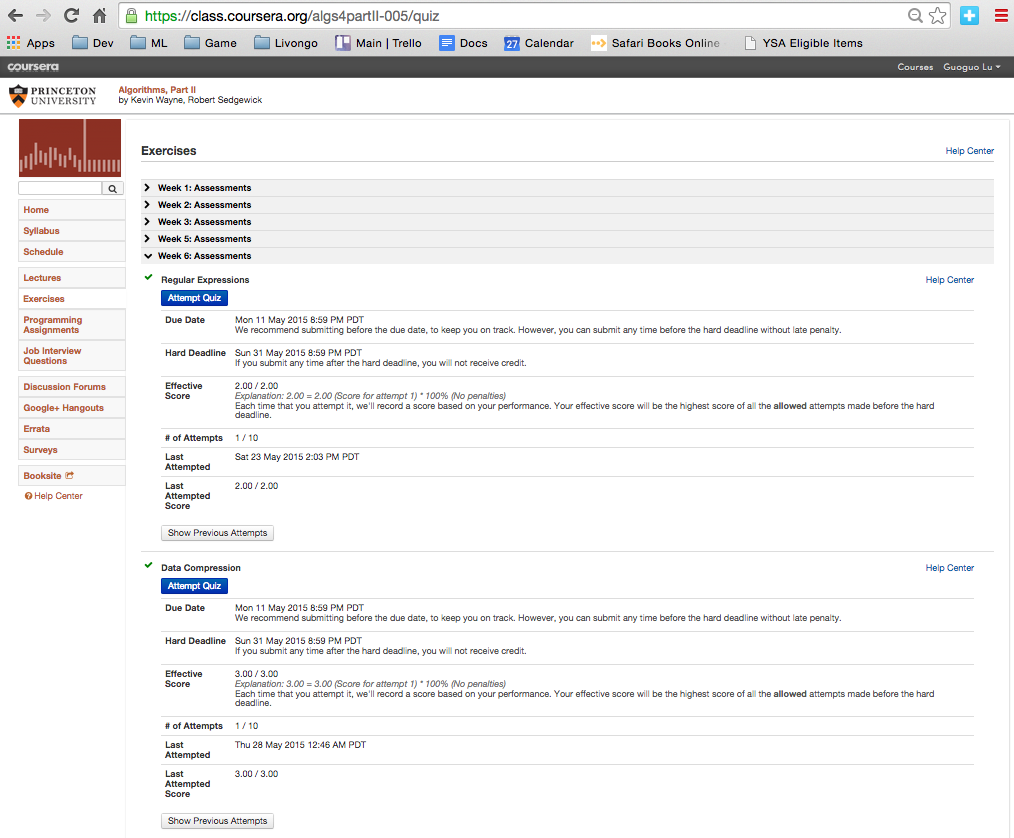 https://class.coursera.org/algs4partII-005/quiz
Apps Dev ML Game Livongo Main | Trello Docs 27 Calendar Safari Books Online YSA Eligible Items
coursera Courses Guoguo Lu
PRINCETON UNIVERSITY
Algorithms, Part II
by Kevin Wayne, Robert Sedgewick
Home
Syllabus
Schedule
Lectures
Exercises
Programming
Assignments
Job Interview
Questions
Discussion Forums
Google+ Hangouts
Errata
Surveys
Booksite
Help Center
Exercises Help Center
Week 1: Assessments
Week 2: Assessments
Week 3: Assessments
Week 5: Assessments
Week 6: Assessments
Regular Expressions Help Center
Attempt Quiz
Due Date Mon 11 May 2015 8:59 PM PDT
We recommend submitting before the due date, to keep you on track. However, you can submit any time before the hard deadline without late penalty.
Hard Deadline Sun 31 May 2015 8:59 PM PDT
If you submit any time after the hard deadline, you will not receive credit.
Effective Score 2.00 / 2.00
Explanation: 2.00 = 2.00 (Score for attempt 1) * 100% (No penalties)
Each time that you attempt it, we'll record a score based on your performance. Your effective score will be the highest score of all the allowed attempts made before the hard
deadline.
# of Attempts 1 / 10
Last Attempted Sat 23 May 2015 2:03 PM PDT
Last Attempted Score 2.00 / 2.00
Show Previous Attempts
Data Compression Help Center
Attempt Quiz
Due Date Mon 11 May 2015 8:59 PM PDT
We recommend submitting before the due date, to keep you on track. However, you can submit any time before the hard deadline without late penalty.
Hard Deadline Sun 31 May 2015 8:59 PM PDT
If you submit any time after the hard deadline, you will not receive credit.
Effective Score 3.00 / 3.00
Explanation: 3.00 = 3.00 (Score for attempt 1) * 100% (No penalties)
Each time that you attempt it, we'll record a score based on your performance. Your effective score will be the highest score of all the allowed attempts made before the hard
deadline.
# of Attempts 1 / 10
Last Attempted Thu 28 May 2015 12:46 AM PDT
Last Attempted Score 3.00 / 3.00
Show Previous Attempts